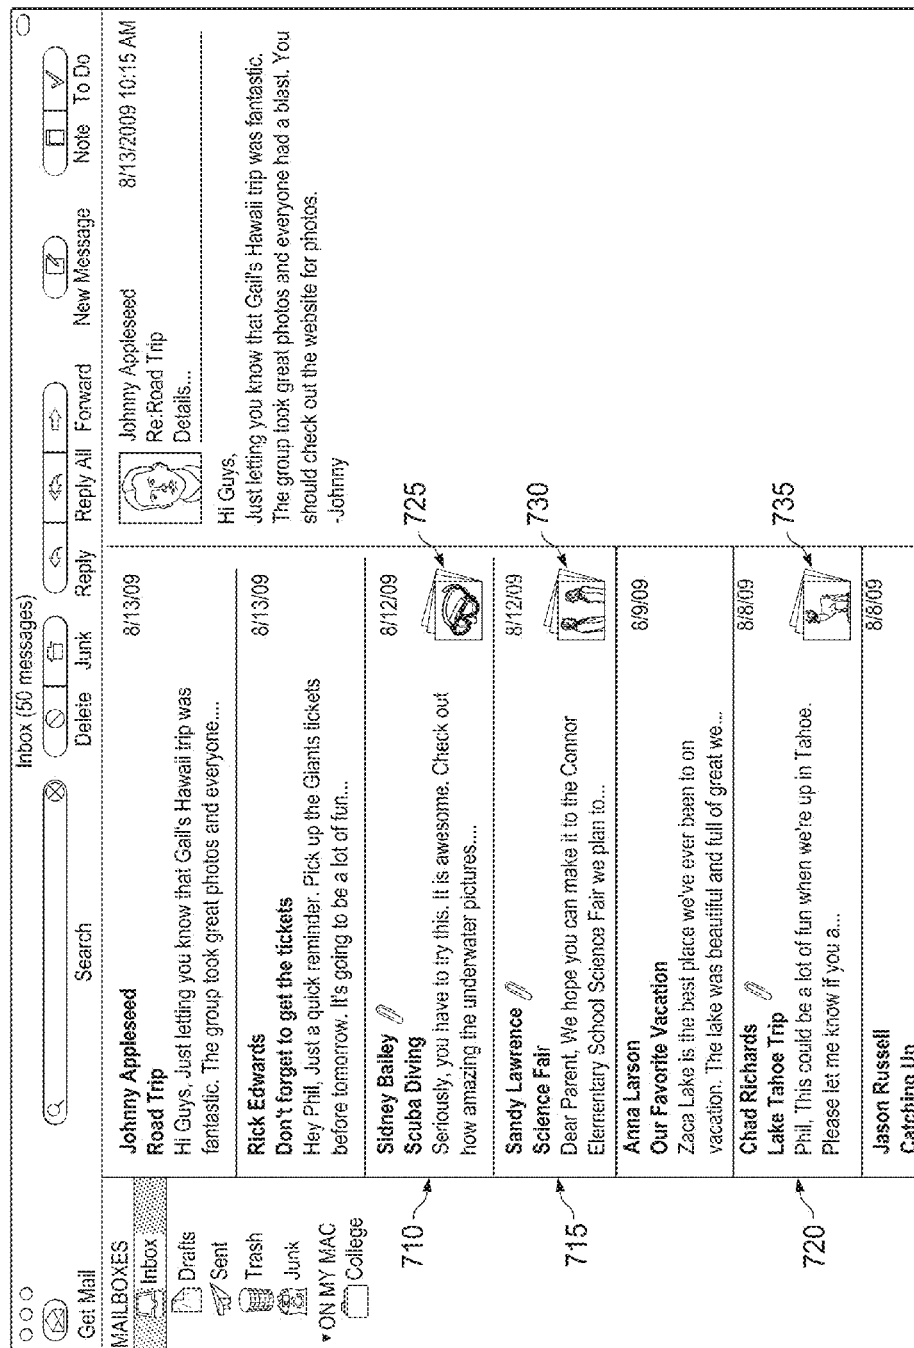 Inbox (50 messages)
Get Mail
Search
Delete
Junk
Reply
Reply All
Forward
New Message
Note
To Do
MAILBOXES
Inbox
Drafts
Sent
Trash
Junk
ON MY MAC
College
Johnny Appleseed 8/13/09
Road Trip
Hi Guys, Just letting you know that Gail's Hawaii trip was
fantastic. The group took great photos and everyone....
Rick Edwards 8/13/09
Don't forget to get the tickets
Hey Phil, Just a quick reminder. Pick up the Giants tickets
before tomorrow. It's going to be a lot of fun...
710
Sidney Bailey 8/12/09
Scuba Diving
Seriously, you have to try this. It is awesome. Check out
how amazing the underwater pictures....
725
715
Sandy Lawrence 8/12/09
Science Fair
Dear Parent, We hope you can make it to the Connor
Elermentary School Science Fair we plan to...
730
Anna Larson 8/9/09
Our Favorite Vacation
Zaca Lake is the best place we've ever been to on
vacation. The lake was beautiful and full of great we...
720
Chad Richards 8/8/09
Lake Tahoe Trip
Phil, This could be a lot of fun when we're up in Tahoe.
Please let me know if you a...
735
Jason Russell 8/8/09
Catching Up
Johnny Appleseed 8/13/2009 10:15 AM
Re:Road Trip
Details...
Hi Guys,
Just letting you know that Gail's Hawaii trip was fantastic.
The group took great photos and everyone had a blast. You
should check out the website for photos.
-Johnny